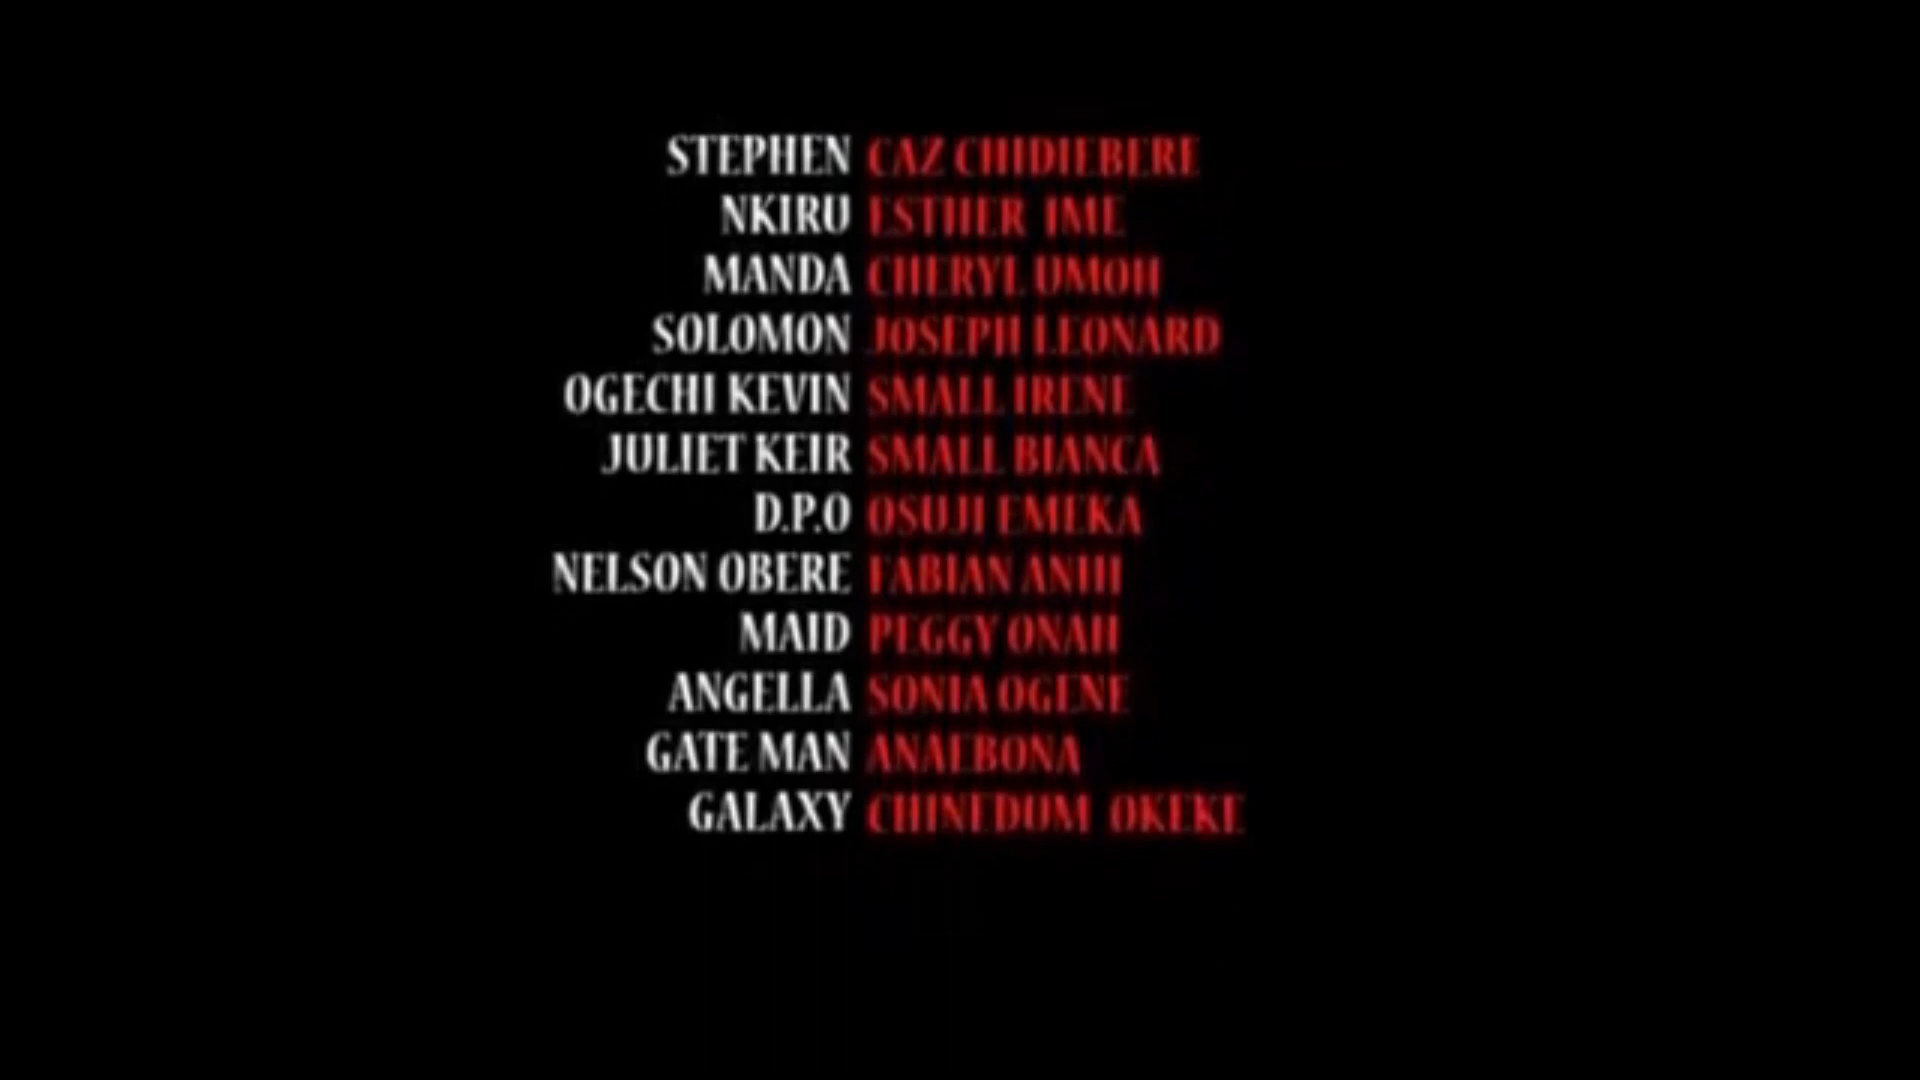 STEPHEN CAZ CHIDIEBERE
NKIRU ESTHER IME
MANDA CHERYL UMOH
SOLOMON JOSEPH LEONARD
OGECHI KEVIN SMALL IRENE
JULIET KEIR SMALL BIANCA
D.P.O OSUJI EMEKA
NELSON OBERE FABIAN ANIH
MAID PEGGY ONAH
ANGELLA SONIA OGENE
GATE MAN ANAEBONA
GALAXY CHINEDUM OKEKE